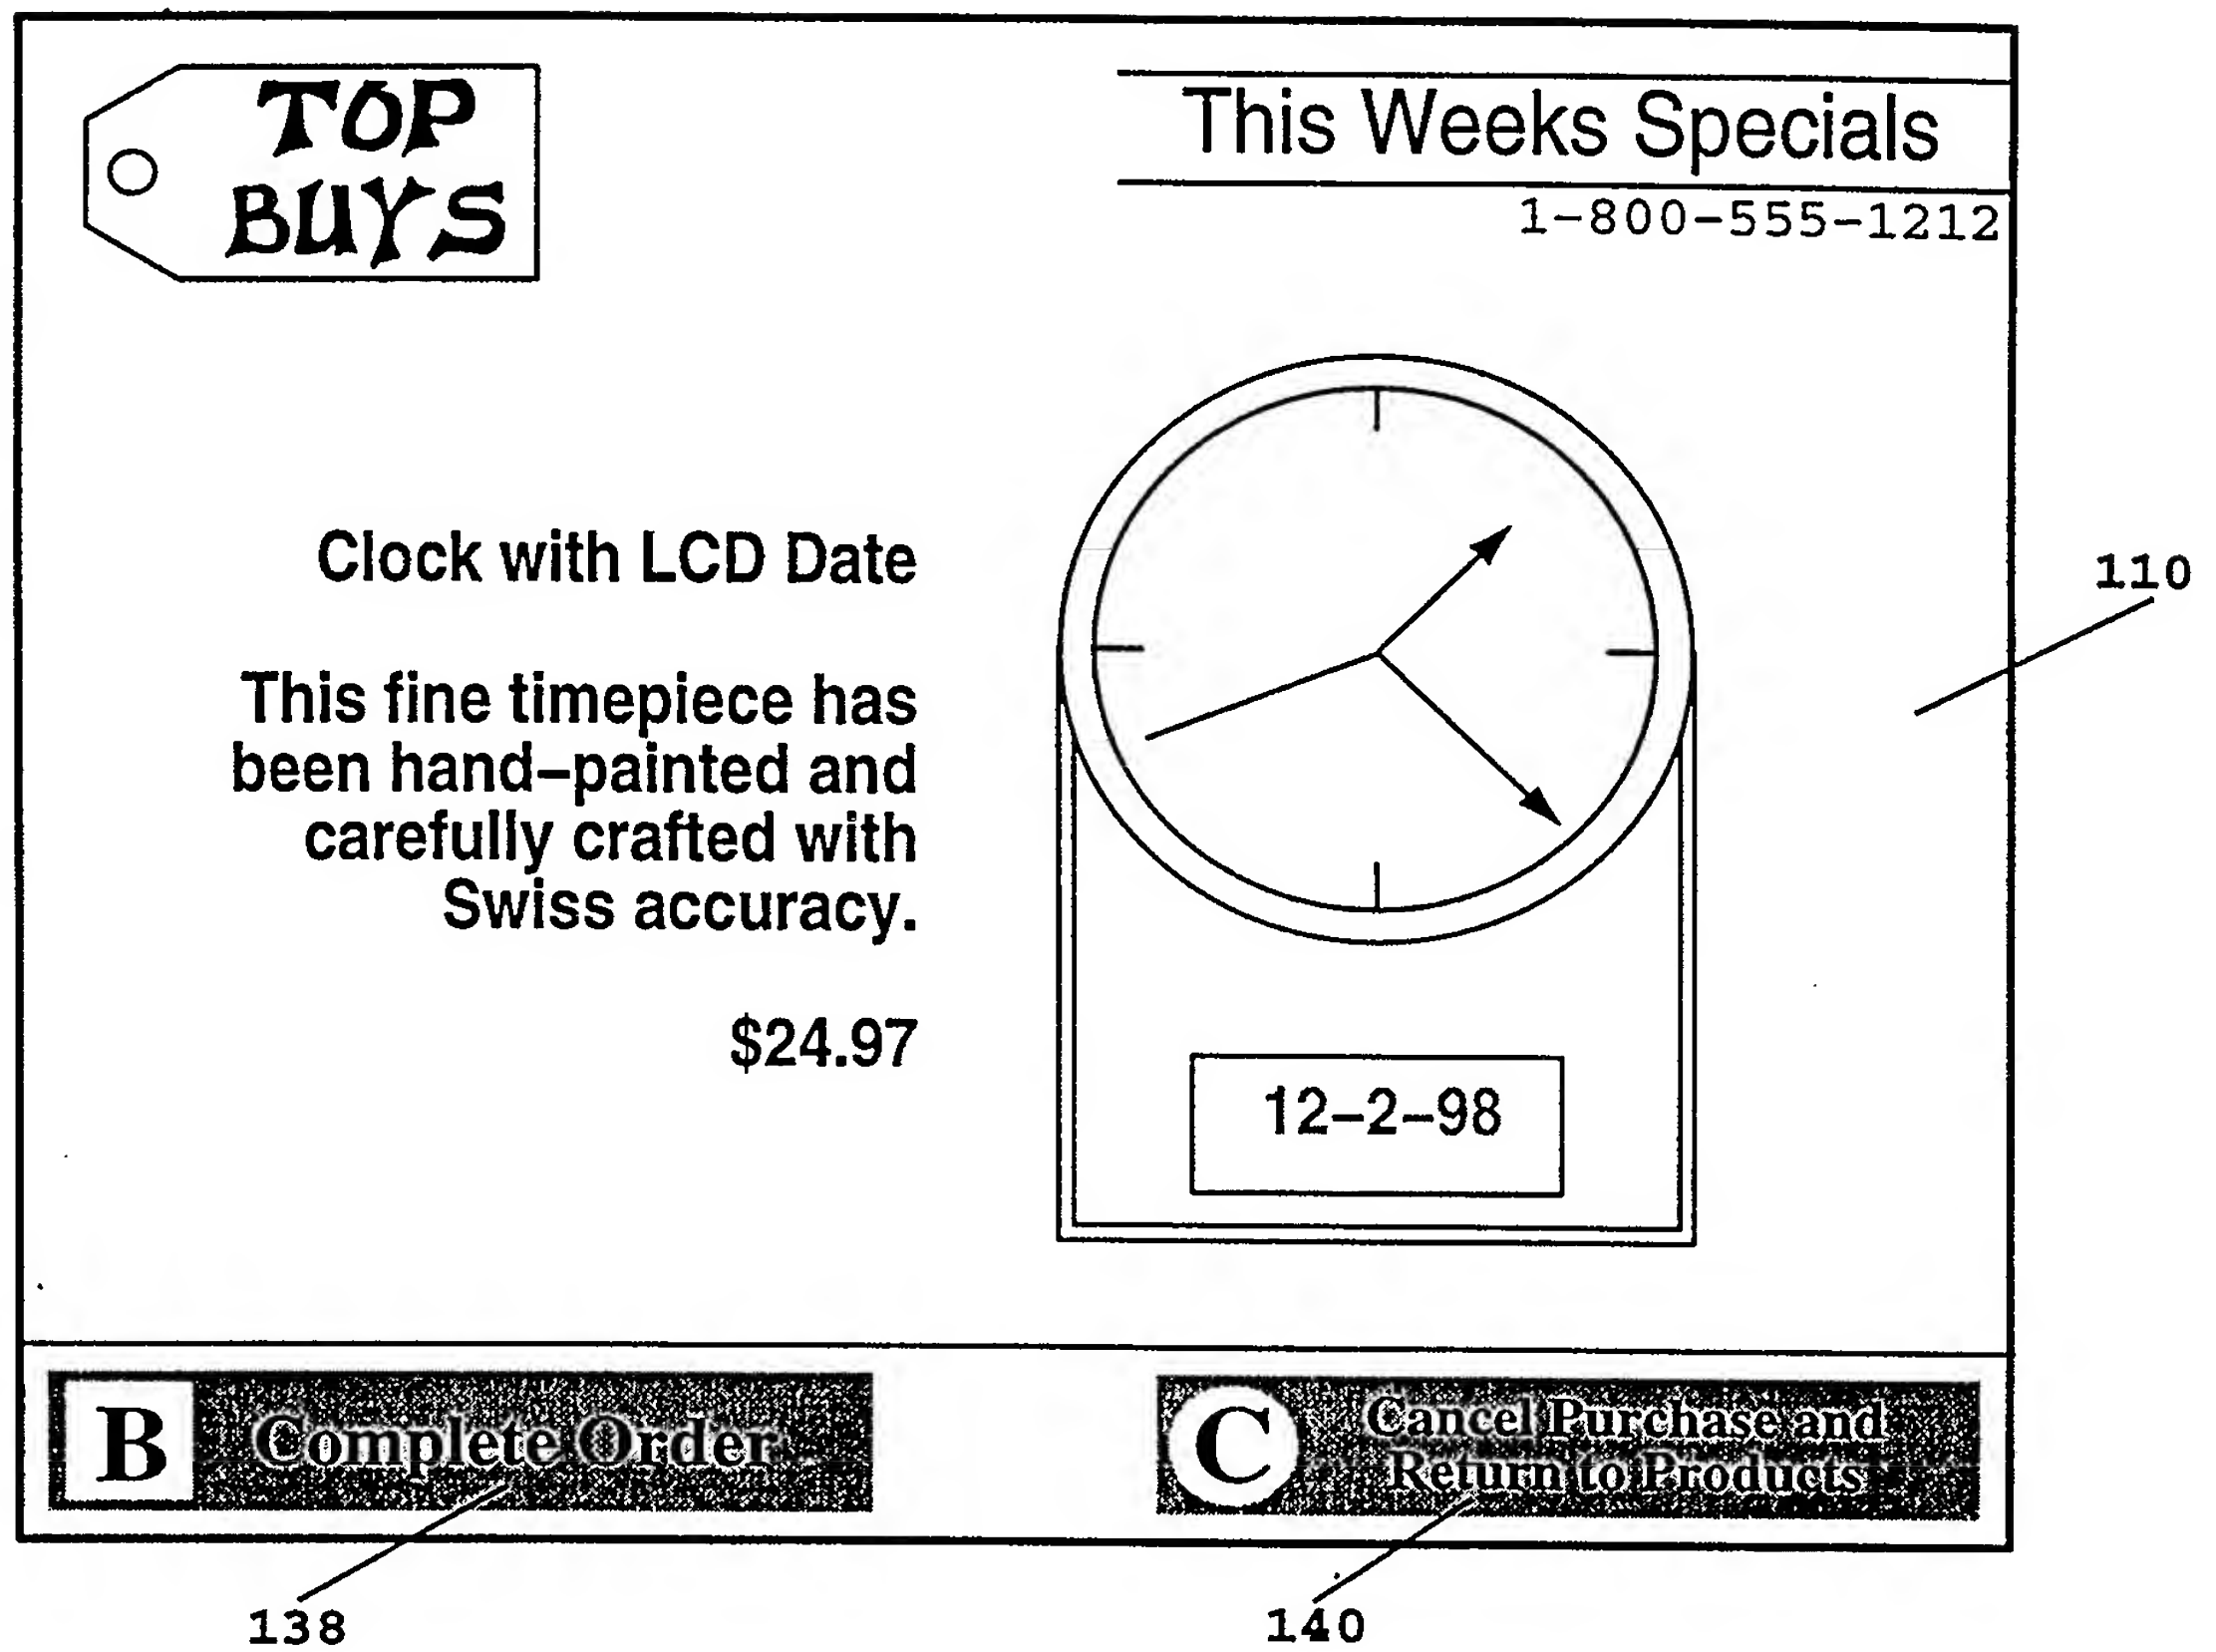 TOP
BUYS
This Weeks Specials
1-800-555-1212
Clock with LCD Date
This fine timepiece has
been hand-painted and
carefully crafted with
Swiss accuracy.
$24.97
12-2-98
110
B Complete Order
C Cancel Purchase and
Return to Products
138
140